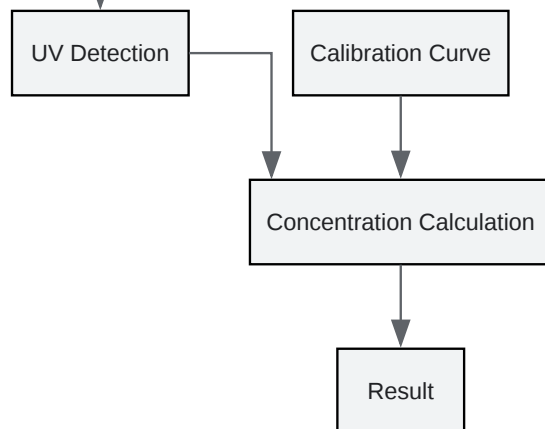 UV Detection
Calibration Curve
Concentration Calculation
Result